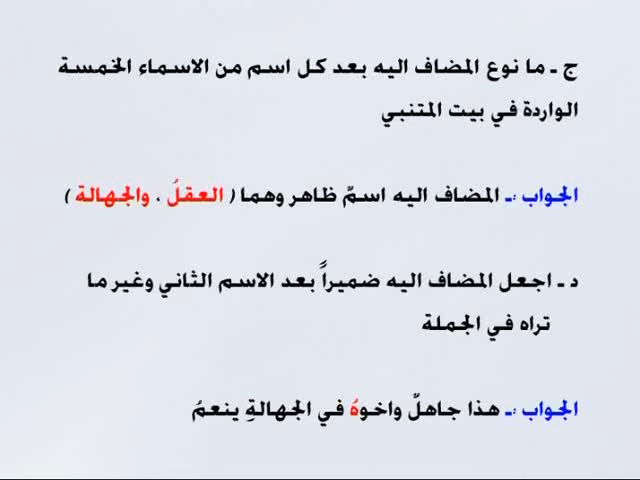 ج ـ ما نوع المضاف اليه بعد كل اسم من الاسماء الخمسة
الواردة في بيت المتنبي
الجواب :ـ المضاف اليه اسمٌ ظاهر وهما ( العقلُ ، والجهالة )
د ـ اجعل المضاف اليه ضميراً بعد الاسم الثاني وغير ما
تراه في الجملة
الجواب :ـ هذا جاهلٌ واخوهُ في الجهالةِ ينعمُ